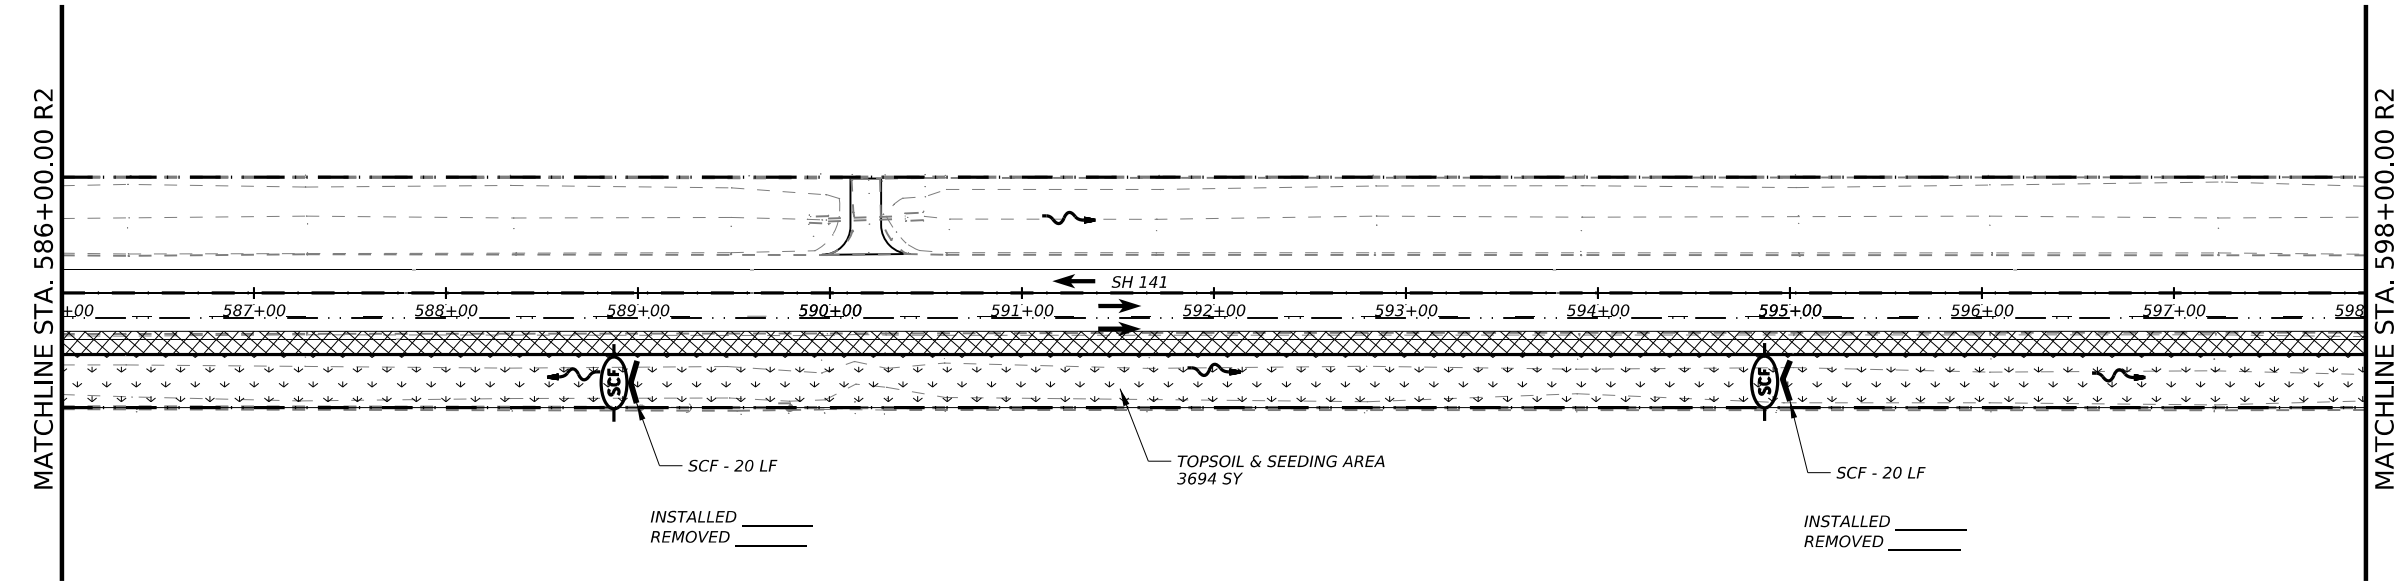 MATCHLINE STA. 586+00.00 R2
MATCHLINE STA. 598+00.00 R2
SH 141
+00 587+00 588+00 589+00 590+00 591+00 592+00 593+00 594+00 595+00 596+00 597+00 598
SCF SCF
SCF - 20 LF
TOPSOIL & SEEDING AREA
3694 SY
SCF - 20 LF
INSTALLED
REMOVED
INSTALLED
REMOVED